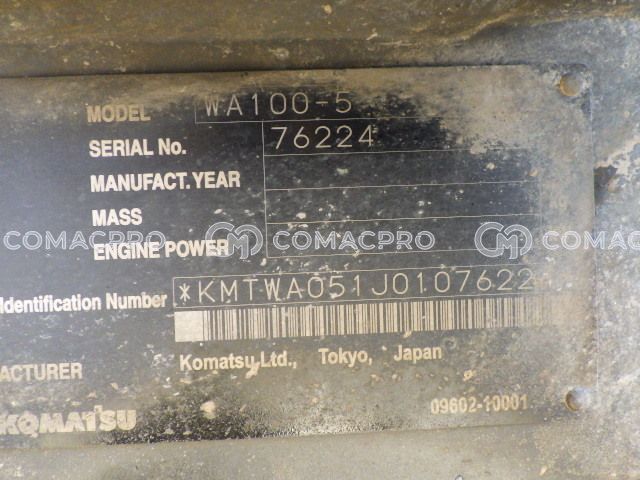 MODEL WA100-5
SERIAL No. 76224
MANUFACT. YEAR
MASS
ENGINE POWER
COMACPRO COMACPRO
Identification Number *KMTWA051J0107622
ACTURER Komatsu Ltd., Tokyo, Japan
KOMATSU 09602-10001